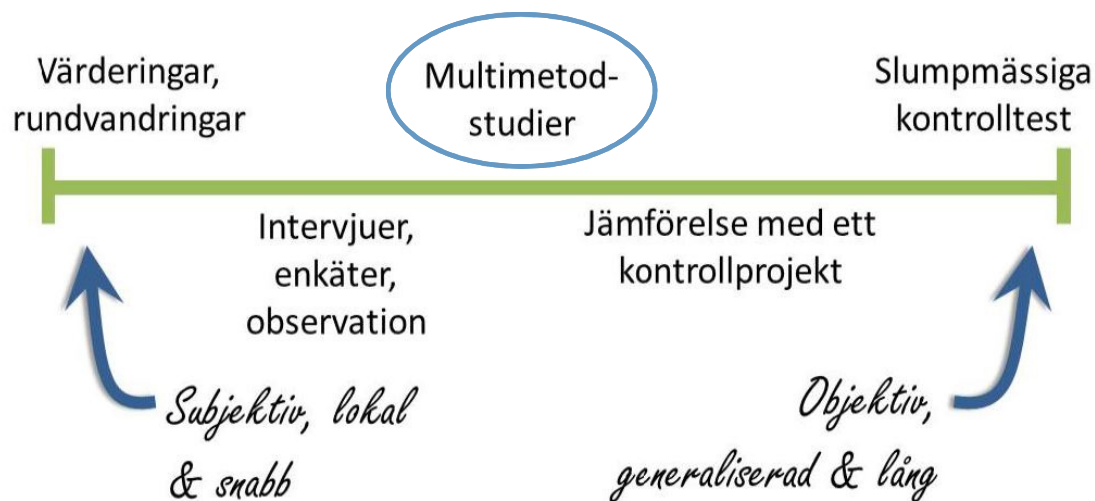 Värderingar,
rundvandringar
Multimetod-
studier
Slumpmässiga
kontrolltest
Intervjuer,
enkäter,
observation
Jämförelse med ett
kontrollprojekt
Subjektiv, lokal
& snabb
Objektiv,
generaliserad & lång